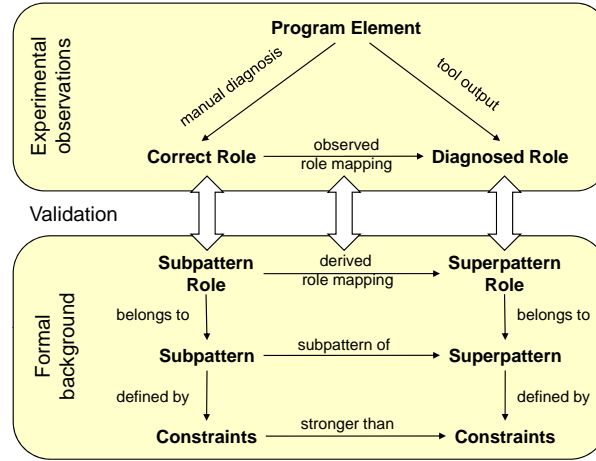 Program Element
manual diagnosis
tool output
Experimental
observations
Correct Role
observed
role mapping
Diagnosed Role
Validation
Subpattern
Role
derived
role mapping
Superpattern
Role
belongs to
belongs to
Formal
background
Subpattern
subpattern of
Superpattern
defined by
defined by
Constraints
stronger than
Constraints